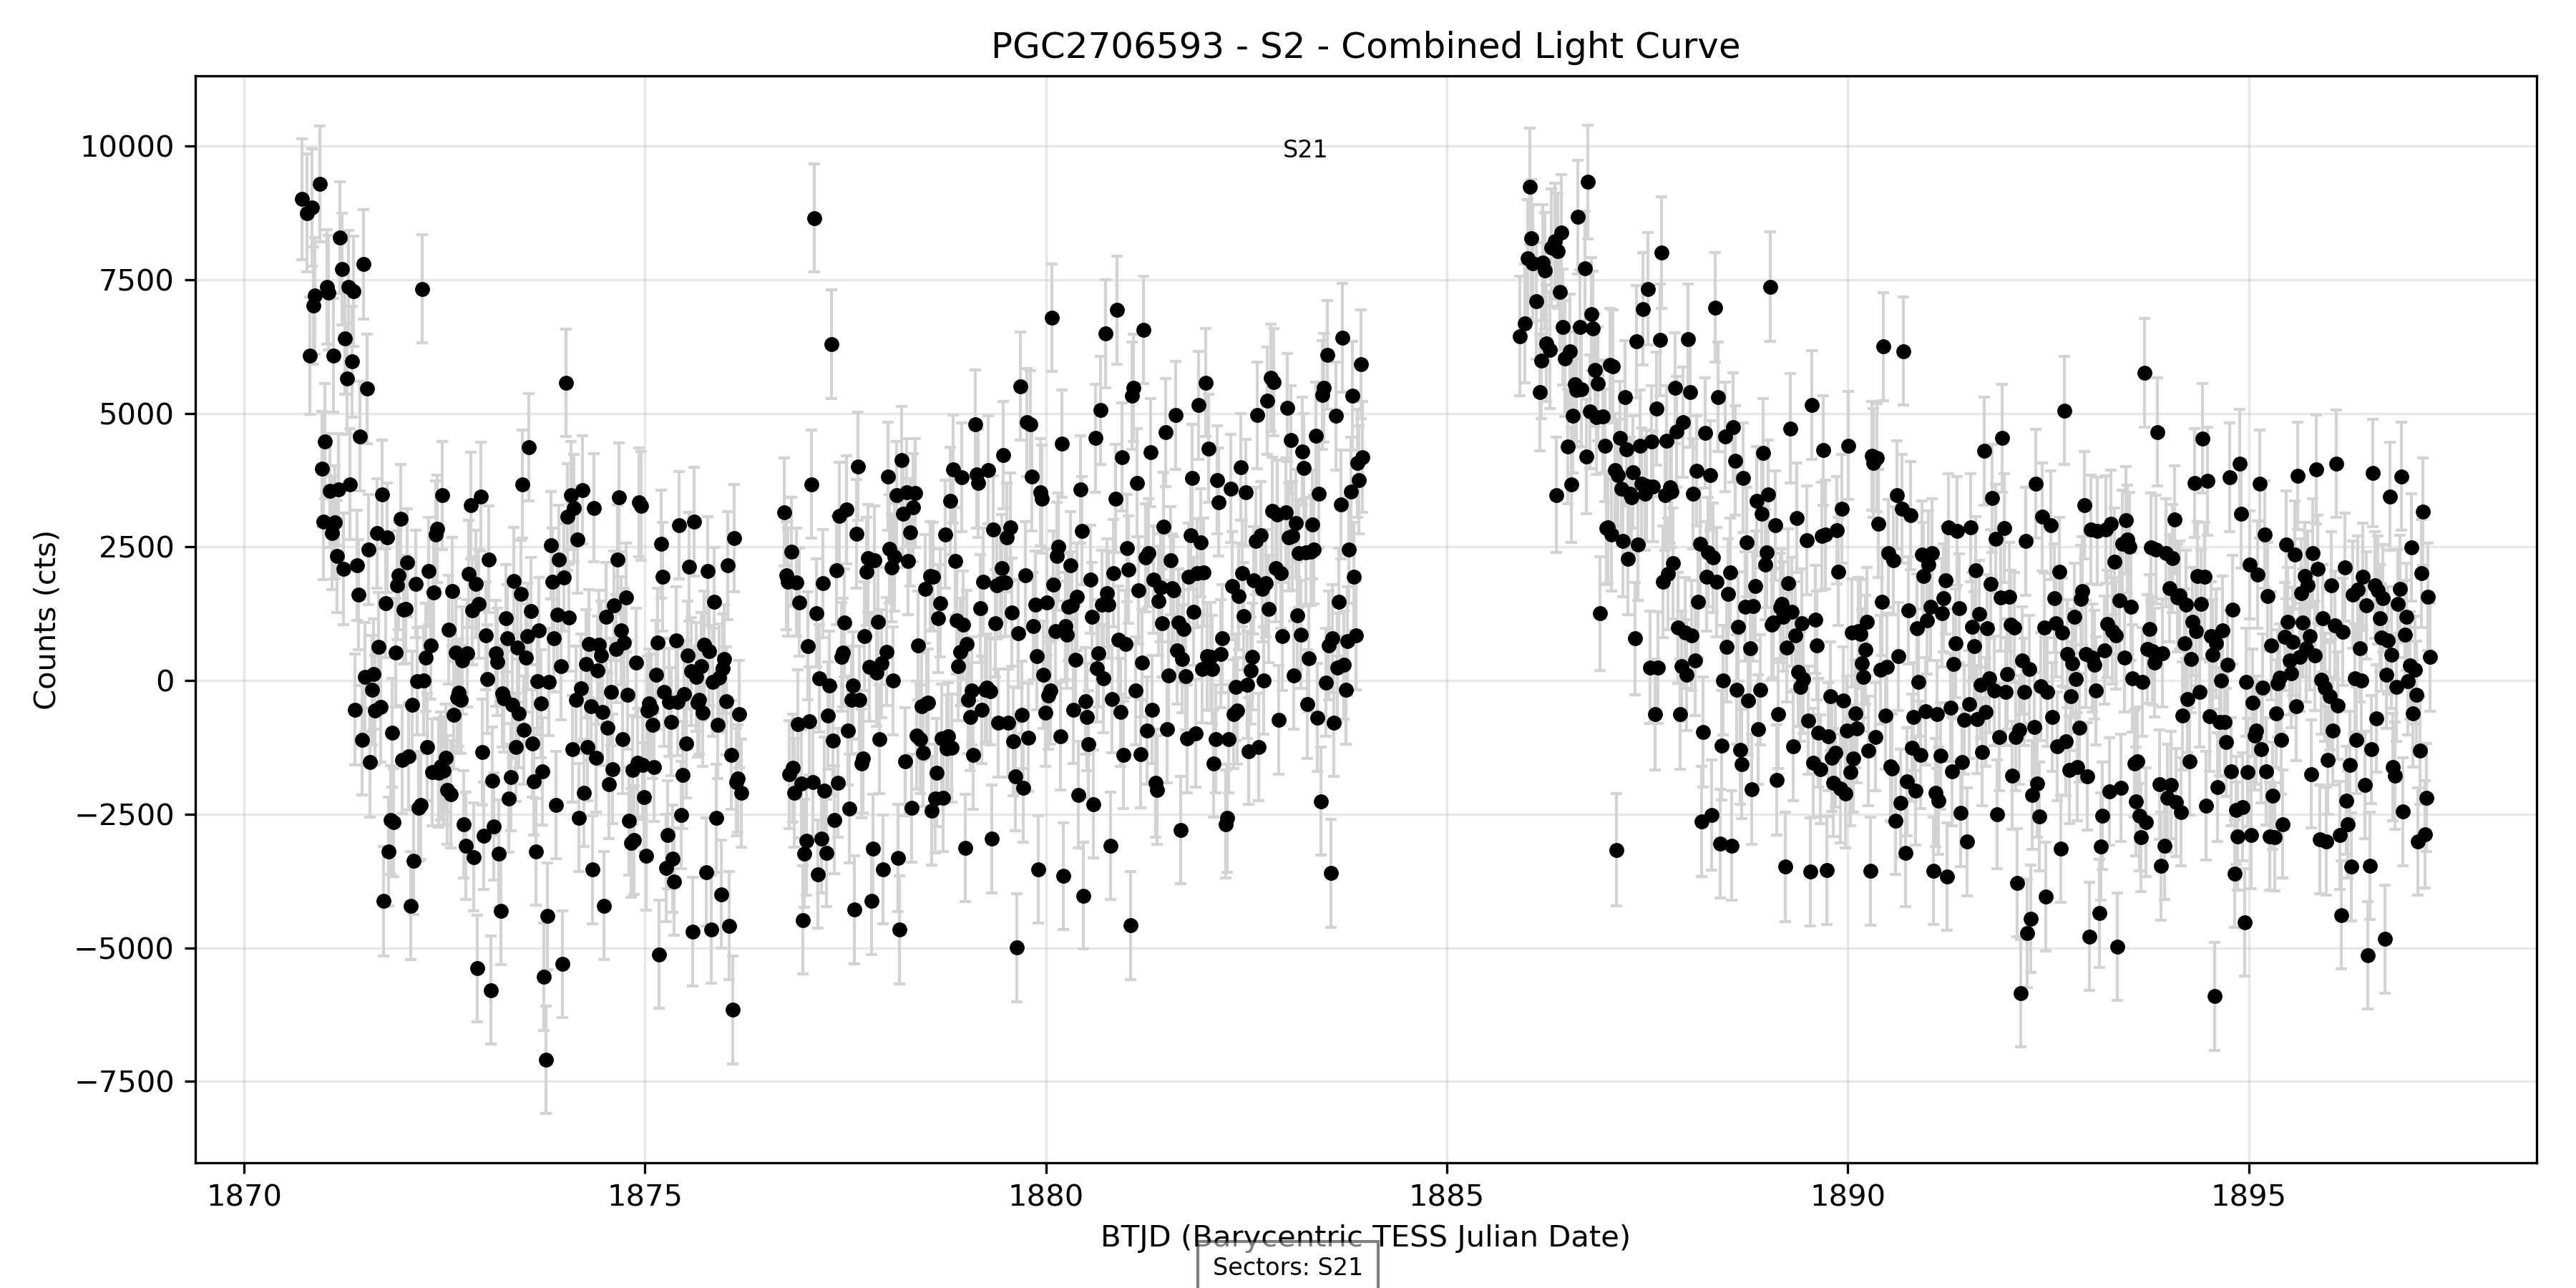 PGC2706593 - S2 - Combined Light Curve
Counts (cts)
10000
7500
5000
2500
0
−2500
−5000
−7500
S21
1870
1875
1880
1885
1890
1895
BTJD (Barycentric TESS Julian Date)
Sectors: S21